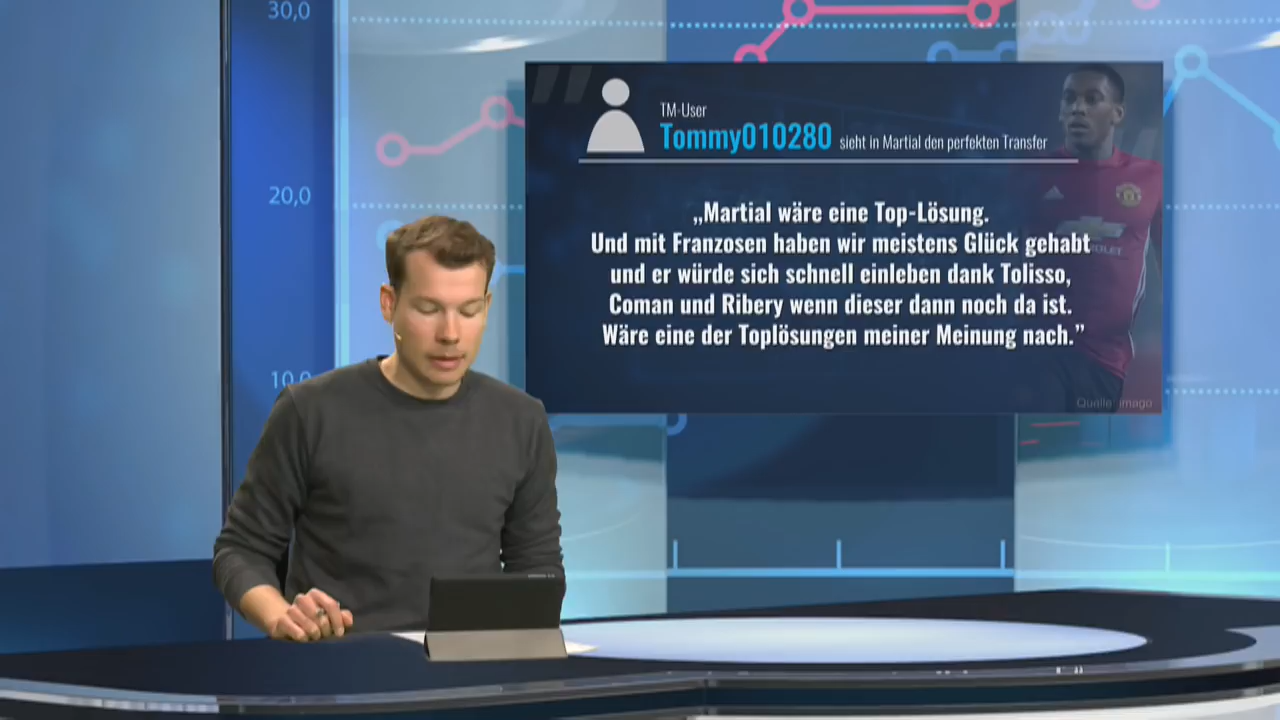 30,0
20,0
10,0
TM-User
Tommy010280 sieht in Martial den perfekten Transfer
„Martial wäre eine Top-Lösung.
Und mit Franzosen haben wir meistens Glück gehabt
und er würde sich schnell einleben dank Tolisso,
Coman und Ribery wenn dieser dann noch da ist.
Wäre eine der Toplösungen meiner Meinung nach.”
Quelle: imago